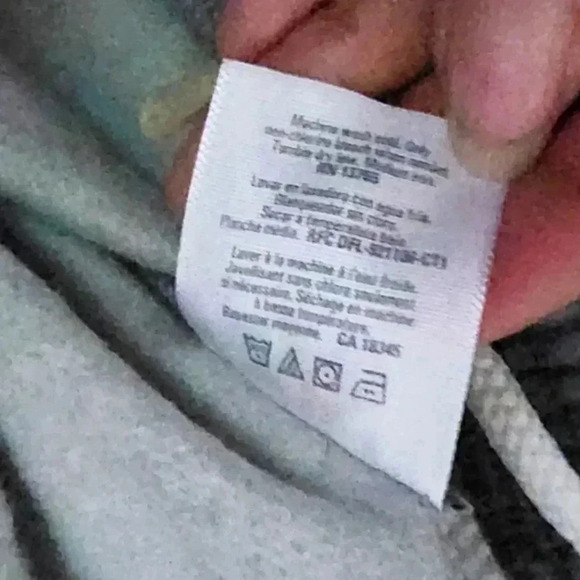 Machine wash cold. Only
non-chlorine bleach when needed.
Tumble dry low. Medium iron.
RN 13765
Lavar en lavadora con agua fría.
Blanqueador sin cloro.
Secar a temperatura baja.
Plancha media. RFC DFL-921106-CT1
Laver à la machine à l'eau froide.
Javellisant sans chlore seulement
si nécessaire. Séchage en machine
à basse température.
Repasser moyenne. CA 18345